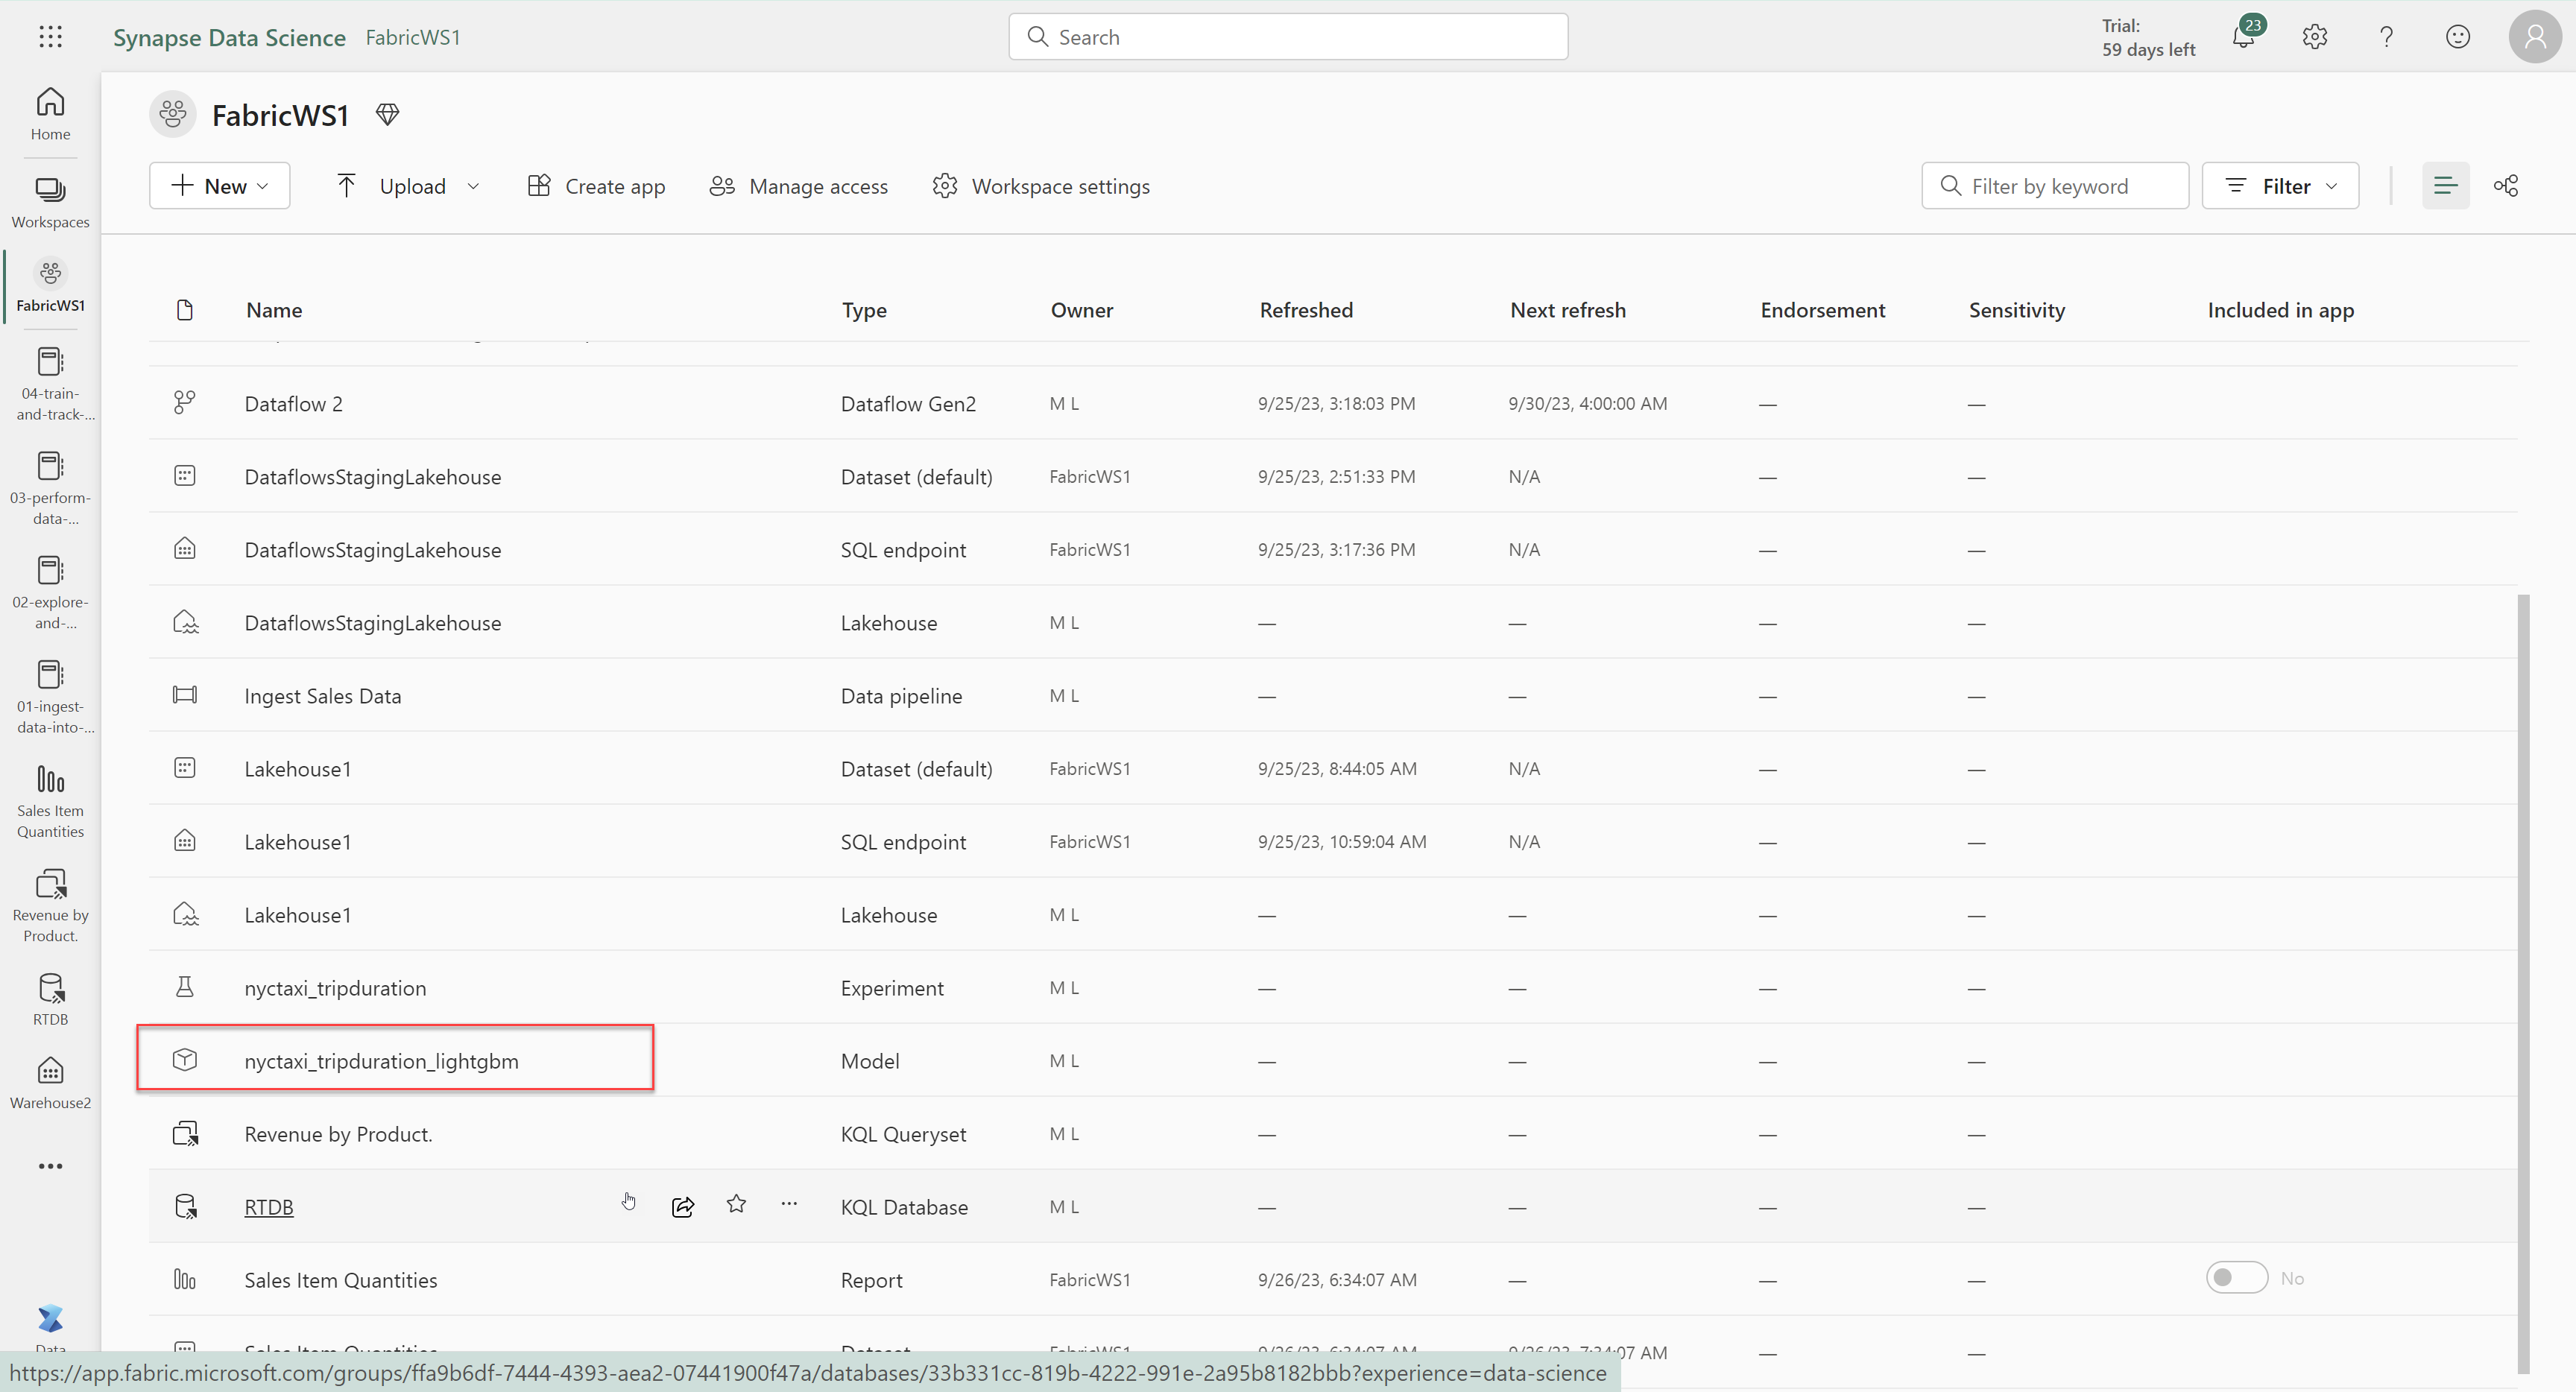 Synapse Data Science FabricWS1
Search
Trial:
59 days left
23
Home
Workspaces
FabricWS1
04-train-
and-track-...
03-perform-
data-...
02-explore-
and-...
01-ingest-
data-into-...
Sales Item
Quantities
Revenue by
Product.
RTDB
Warehouse2
FabricWS1
New Upload Create app Manage access Workspace settings
Filter by keyword Filter
Name Type Owner Refreshed Next refresh Endorsement Sensitivity Included in app
Dataflow 2 Dataflow Gen2 M L 9/25/23, 3:18:03 PM 9/30/23, 4:00:00 AM — —
DataflowsStagingLakehouse Dataset (default) FabricWS1 9/25/23, 2:51:33 PM N/A — —
DataflowsStagingLakehouse SQL endpoint FabricWS1 9/25/23, 3:17:36 PM N/A — —
DataflowsStagingLakehouse Lakehouse M L — — — —
Ingest Sales Data Data pipeline M L — — — —
Lakehouse1 Dataset (default) FabricWS1 9/25/23, 8:44:05 AM N/A — —
Lakehouse1 SQL endpoint FabricWS1 9/25/23, 10:59:04 AM N/A — —
Lakehouse1 Lakehouse M L — — — —
nyctaxi_tripduration Experiment M L — — — —
nyctaxi_tripduration_lightgbm Model M L — — — —
Revenue by Product. KQL Queryset M L — — — —
RTDB KQL Database M L — — — —
Sales Item Quantities Report FabricWS1 9/26/23, 6:34:07 AM — — — No
https://app.fabric.microsoft.com/groups/ffa9b6df-7444-4393-aea2-07441900f47a/databases/33b331cc-819b-4222-991e-2a95b8182bbb?experience=data-science